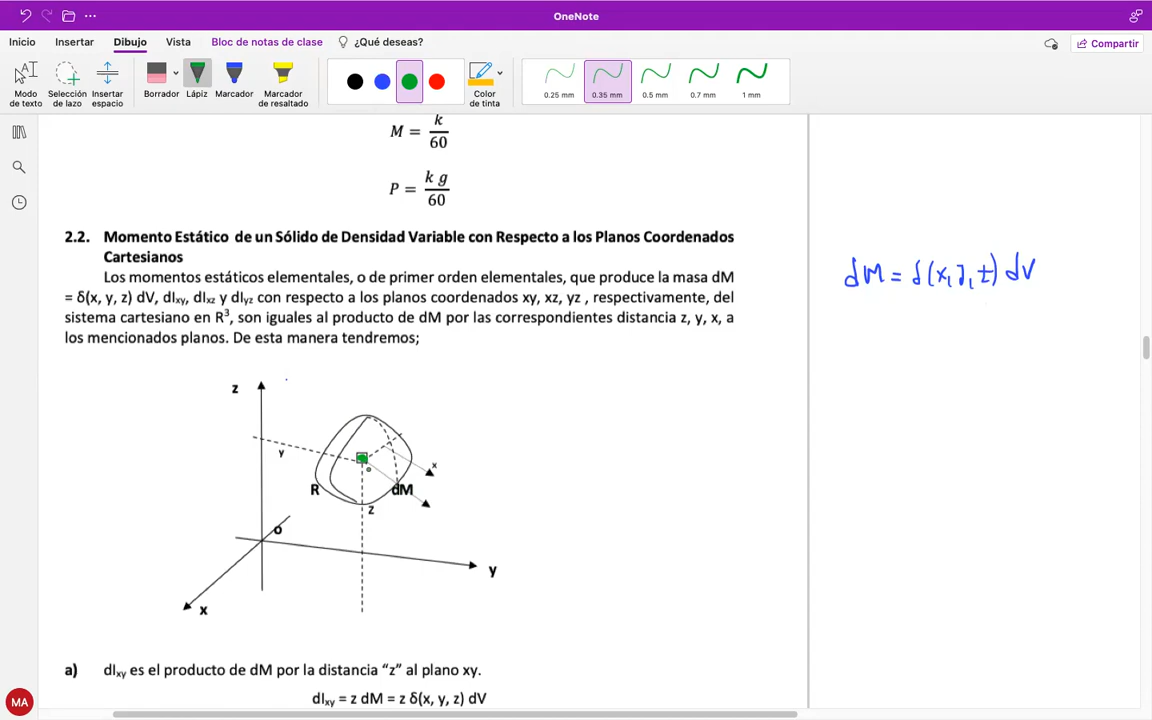 OneNote
Inicio Insertar Dibujo Vista Bloc de notas de clase ¿Qué deseas? Compartir
Modo de texto
Selección de lazo
Insertar espacio
Borrador
Lápiz
Marcador
Marcador de resaltado
Color de tinta
0.25 mm 0.35 mm 0.5 mm 0.7 mm 1 mm
M = k/60
P = k g/60
2.2. Momento Estático de un Sólido de Densidad Variable con Respecto a los Planos Coordenados
Cartesianos
Los momentos estáticos elementales, o de primer orden elementales, que produce la masa dM
= δ(x, y, z) dV, dIxy, dIxz y dIyz con respecto a los planos coordenados xy, xz, yz , respectivamente, del
sistema cartesiano en R³, son iguales al producto de dM por las correspondientes distancia z, y, x, a
los mencionados planos. De esta manera tendremos;
dM = δ(x,y,z) dV
z
y
x
R
dM
z
o
y
x
a) dIxy es el producto de dM por la distancia “z” al plano xy.
dIxy = z dM = z δ(x, y, z) dV
MA